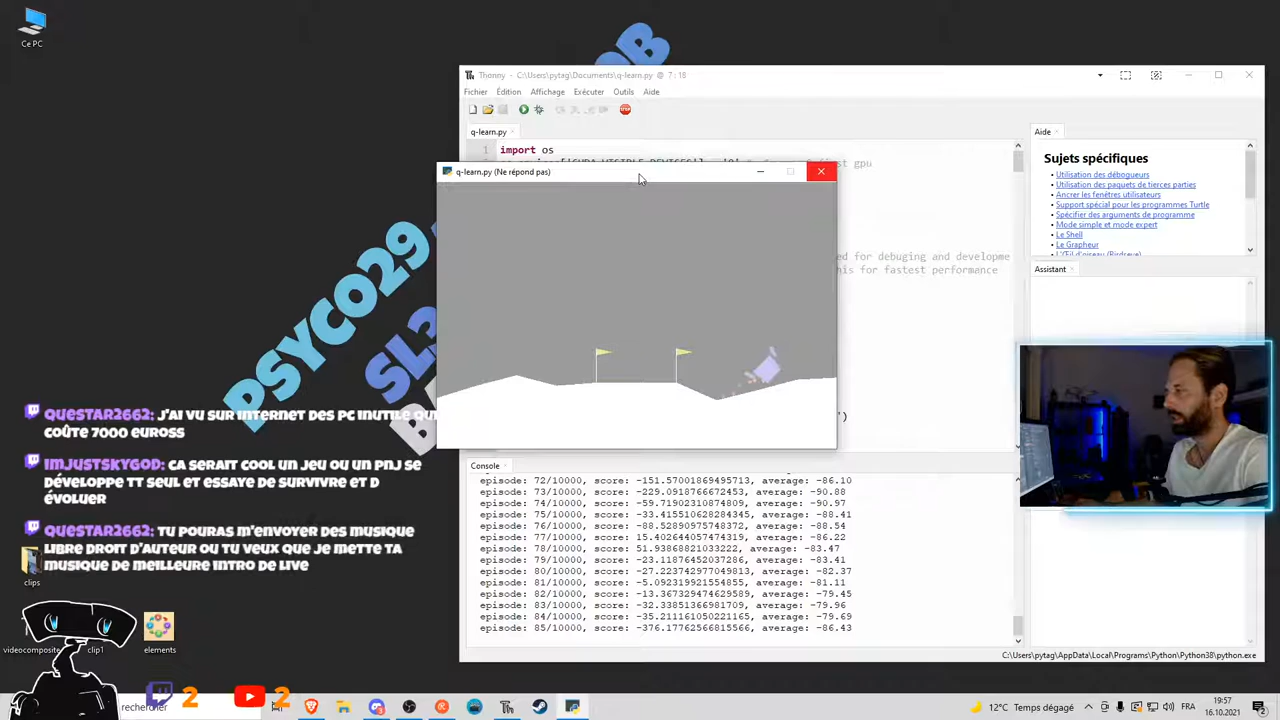 Ce PC
PSYCO29
SL3
B
Thonny - C:\Users\pytag\Documents\q-learn.py @ 7 : 18
Fichier Édition Affichage Exécuter Outils Aide
q-learn.py
1 import os
gpu
q-learn.py (Ne répond pas)
ed for debuging and developme
his for fastest performance
')
Aide
Sujets spécifiques
• Utilisation des débogueurs
• Utilisation des paquets de tierces parties
• Ancrer les fenêtres utilisateurs
• Support spécial pour les programmes Turtle
• Spécifier des arguments de programme
• Mode simple et mode expert
• Le Shell
• Le Grapheur
• L'Œil d'oiseau (Birdseye)
Assistant
QUESTAR2662: J'AI VU SUR INTERNET DES PC INUTILE QUI
COÛTE 7000 EUROSS
IMJUSTSKYGOD: CA SERAIT COOL UN JEU OU UN PNJ SE
DÉVELOPPE TT SEUL ET ESSAYE DE SURVIVRE ET D
ÉVOLUER
QUESTAR2662: TU POURAS M'ENVOYER DES MUSIQUE
LIBRE DROIT D'AUTEUR OU TU VEUX QUE JE METTE TA
MUSIQUE DE MEILLEURE INTRO DE LIVE
Console
episode: 72/10000, score: -151.57001869495713, average: -86.10
episode: 73/10000, score: -229.0918766672453, average: -90.88
episode: 74/10000, score: -59.71902310874809, average: -90.97
episode: 75/10000, score: -33.415510628284345, average: -88.41
episode: 76/10000, score: -88.52890975748372, average: -88.54
episode: 77/10000, score: 15.402644057474319, average: -86.22
episode: 78/10000, score: 51.93868821033222, average: -83.47
episode: 79/10000, score: -23.11876452037286, average: -83.41
episode: 80/10000, score: -27.223742977049813, average: -82.37
episode: 81/10000, score: -5.092319921554855, average: -81.11
episode: 82/10000, score: -13.367329474629589, average: -79.45
episode: 83/10000, score: -32.33851366981709, average: -79.96
episode: 84/10000, score: -35.211161050221165, average: -79.69
episode: 85/10000, score: -376.17762566815566, average: -86.43
C:\Users\pytag\AppData\Local\Programs\Python\Python38\python.exe
clips
videocomposite
clip1
elements
2
2
rechercher
12°C Temps dégagé
FR
19:57
16.10.2021
2